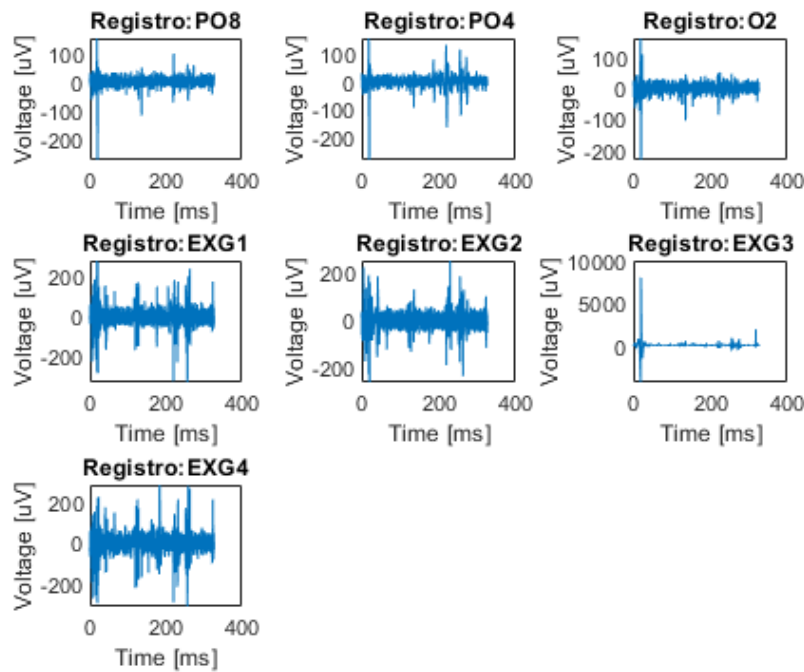 Registro: PO8
Voltage [uV]
100
0
-100
-200
0
200
400
Time [ms]
Registro: PO4
Voltage [uV]
100
0
-100
-200
0
200
400
Time [ms]
Registro: O2
Voltage [uV]
100
0
-100
-200
0
200
400
Time [ms]
Registro: EXG1
Voltage [uV]
200
0
-200
0
200
400
Time [ms]
Registro: EXG2
Voltage [uV]
200
0
-200
0
200
400
Time [ms]
Registro: EXG3
Voltage [uV]
10000
5000
0
0
200
400
Time [ms]
Registro: EXG4
Voltage [uV]
200
0
-200
0
200
400
Time [ms]